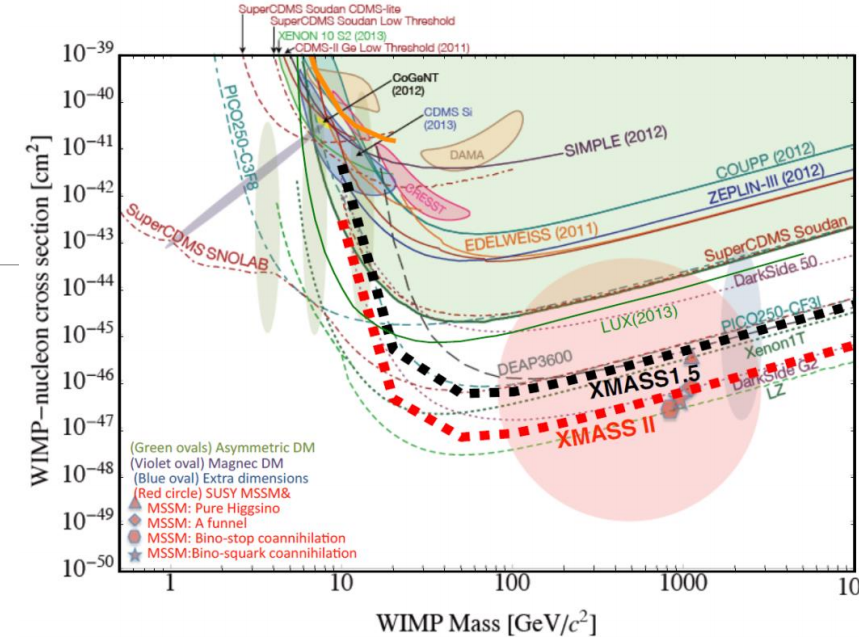 SuperCDMS Soudan CDMS-lite
SuperCDMS Soudan Low Threshold
XENON 10 S2 (2013)
CDMS-II Ge Low Threshold (2011)
10−39
10−40
10−41
10−42
10−43
10−44
10−45
10−46
10−47
10−48
10−49
10−50
WIMP−nucleon cross section [cm2]
CoGeNT
(2012)
CDMS Si
(2013)
PICO250-C3F8
DAMA
SIMPLE (2012)
CRESST
COUPP (2012)
ZEPLIN-III (2012)
EDELWEISS (2011)
SuperCDMS SNOLAB
SuperCDMS Soudan
DarkSide 50
LUX(2013)
PICO250-CF3I
DEAP3600
Xenon1T
XMASS1.5
DarkSide G2
LZ
XMASS II
(Green ovals) Asymmetric DM
(Violet oval) Magnec DM
(Blue oval) Extra dimensions
(Red circle) SUSY MSSM&
MSSM: Pure Higgsino
MSSM: A funnel
MSSM: Bino-stop coannihilation
MSSM:Bino-squark coannihilation
1 10 100 1000 10
WIMP Mass [GeV/c2]